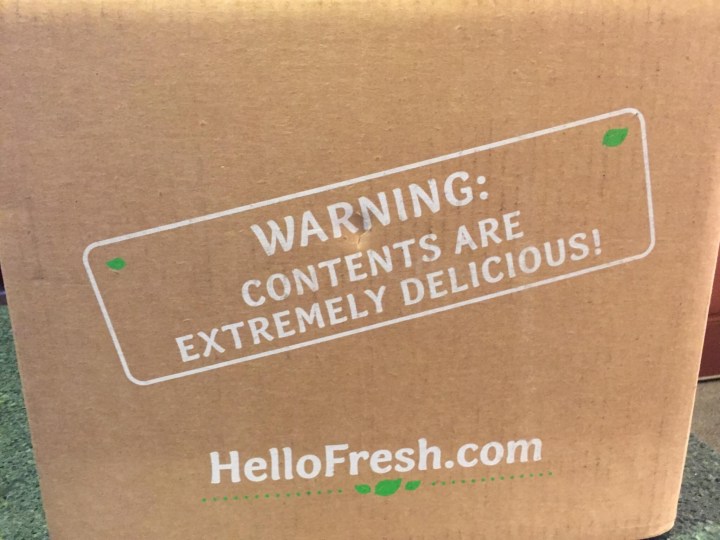 WARNING:
CONTENTS ARE
EXTREMELY DELICIOUS!
HelloFresh.com